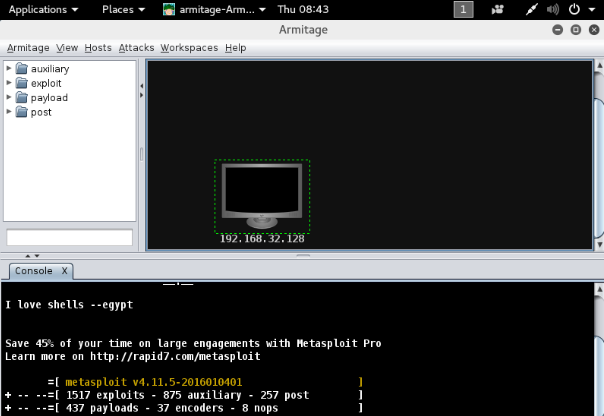 Applications Places armitage-Arm... Thu 08:43 1
Armitage
Armitage View Hosts Attacks Workspaces Help
auxiliary
exploit
payload
post
192.168.32.128
Console X
I love shells --egypt
Save 45% of your time on large engagements with Metasploit Pro
Learn more on http://rapid7.com/metasploit
=[ metasploit v4.11.5-2016010401 ]
+ -- --=[ 1517 exploits - 875 auxiliary - 257 post ]
+ -- --=[ 437 payloads - 37 encoders - 8 nops ]